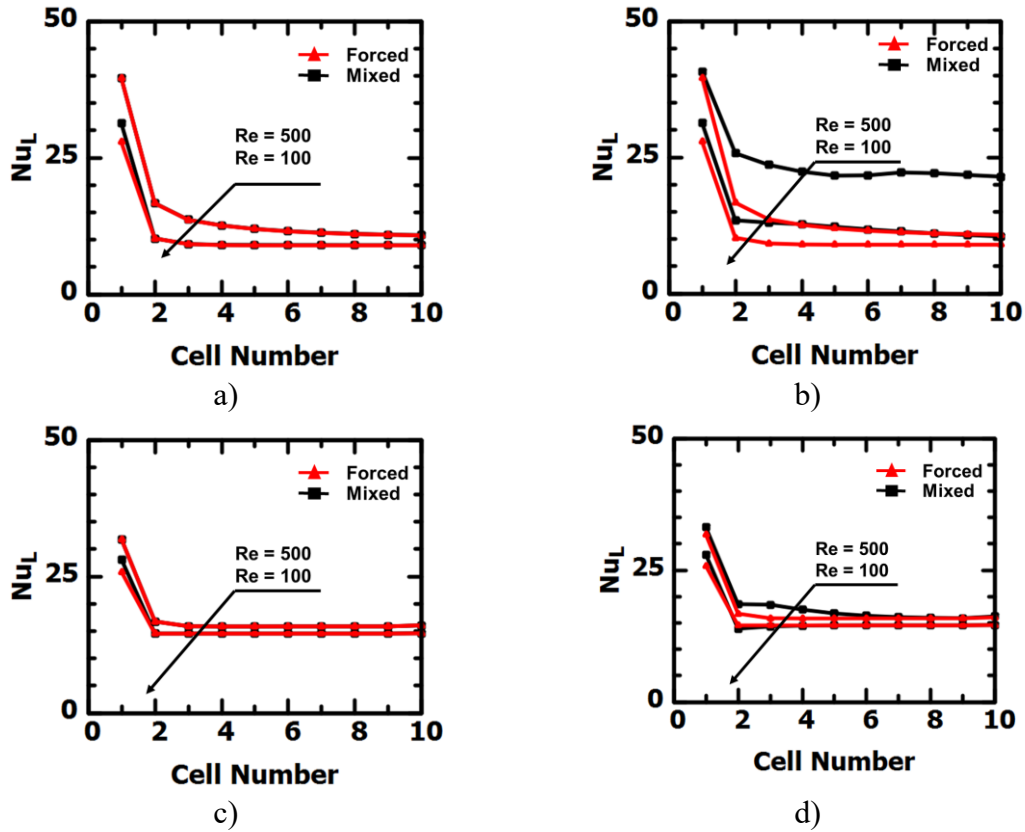 50
25
0
Nu_L
Forced
Mixed
Re = 500
Re = 100
0 2 4 6 8 10
Cell Number
a)
50
25
0
Nu_L
Forced
Mixed
Re = 500
Re = 100
0 2 4 6 8 10
Cell Number
b)
50
25
0
Nu_L
Forced
Mixed
Re = 500
Re = 100
0 2 4 6 8 10
Cell Number
c)
50
25
0
Nu_L
Forced
Mixed
Re = 500
Re = 100
0 2 4 6 8 10
Cell Number
d)